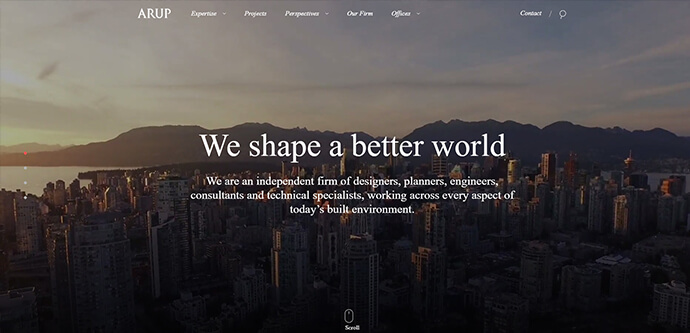 ARUP Expertise Projects Perspectives Our Firm Offices Contact /
We shape a better world
We are an independent firm of designers, planners, engineers,
consultants and technical specialists, working across every aspect of
today's built environment.
Scroll